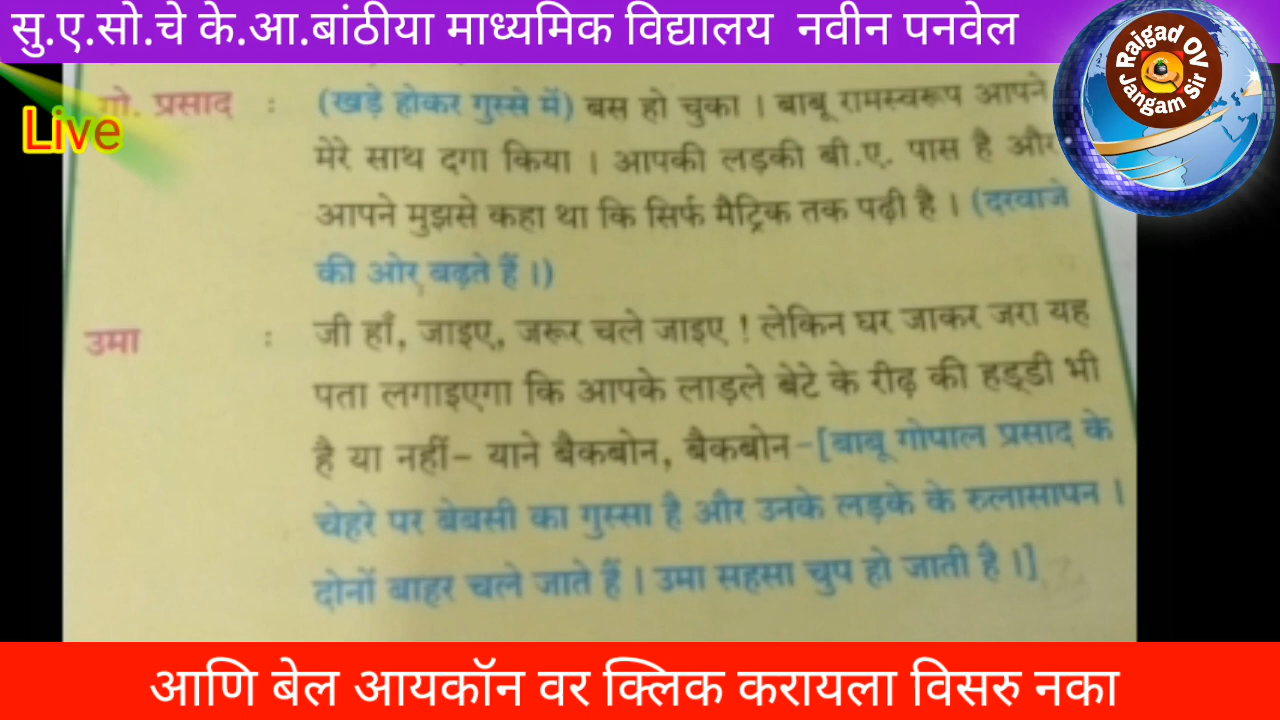 सु.ए.सो.चे के.आ.बांठीया माध्यमिक विद्यालय नवीन पनवेल
Raigad OV
Jangam Sir
Live
गो. प्रसाद : (खड़े होकर गुस्से में) बस हो चुका । बाबू रामस्वरूप आपने
मेरे साथ दगा किया । आपकी लड़की बी.ए. पास है और
आपने मुझसे कहा था कि सिर्फ मैट्रिक तक पढ़ी है । (दरवाजे
की ओर बढ़ते हैं ।)
उमा : जी हाँ, जाइए, जरूर चले जाइए ! लेकिन घर जाकर जरा यह
पता लगाइएगा कि आपके लाड़ले बेटे के रीढ़ की हड्डी भी
है या नहीं– याने बैकबोन, बैकबोन–[बाबू गोपाल प्रसाद के
चेहरे पर बेबसी का गुस्सा है और उनके लड़के के रुलासापन ।
दोनों बाहर चले जाते हैं । उमा सहसा चुप हो जाती है ।]
आणि बेल आयकॉन वर क्लिक करायला विसरु नका